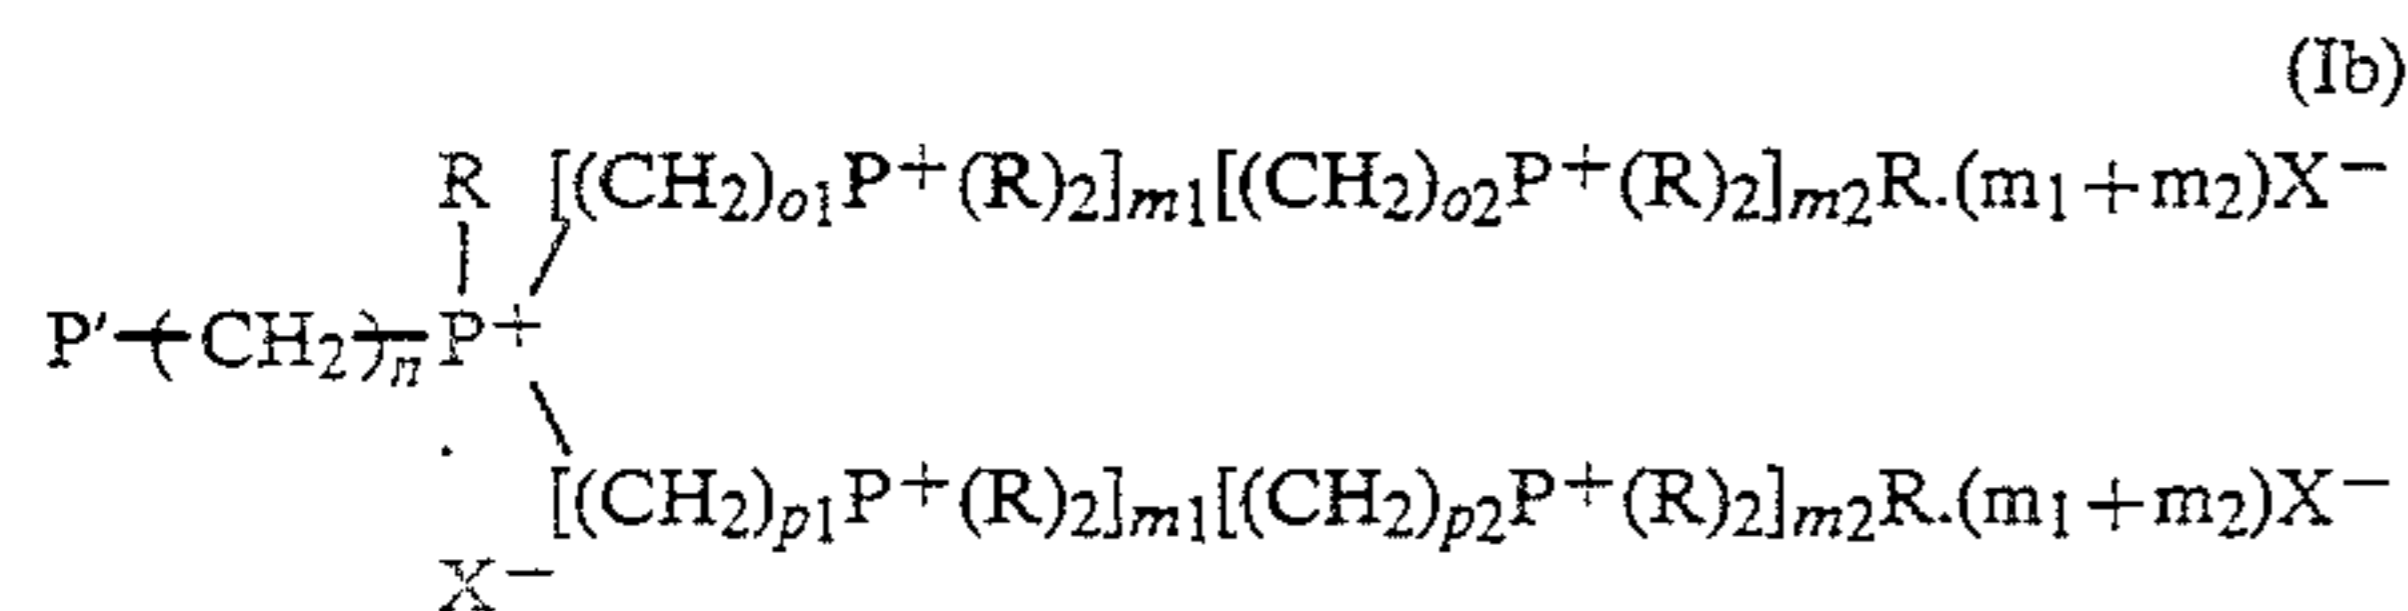 (Ib)
R [(CH2)o1P+(R)2]m1[(CH2)o2P+(R)2]m2R.(m1+m2)X−
P′-(CH2)n-P+
[(CH2)p1P+(R)2]m1[(CH2)p2P+(R)2]m2R.(m1+m2)X−
X−